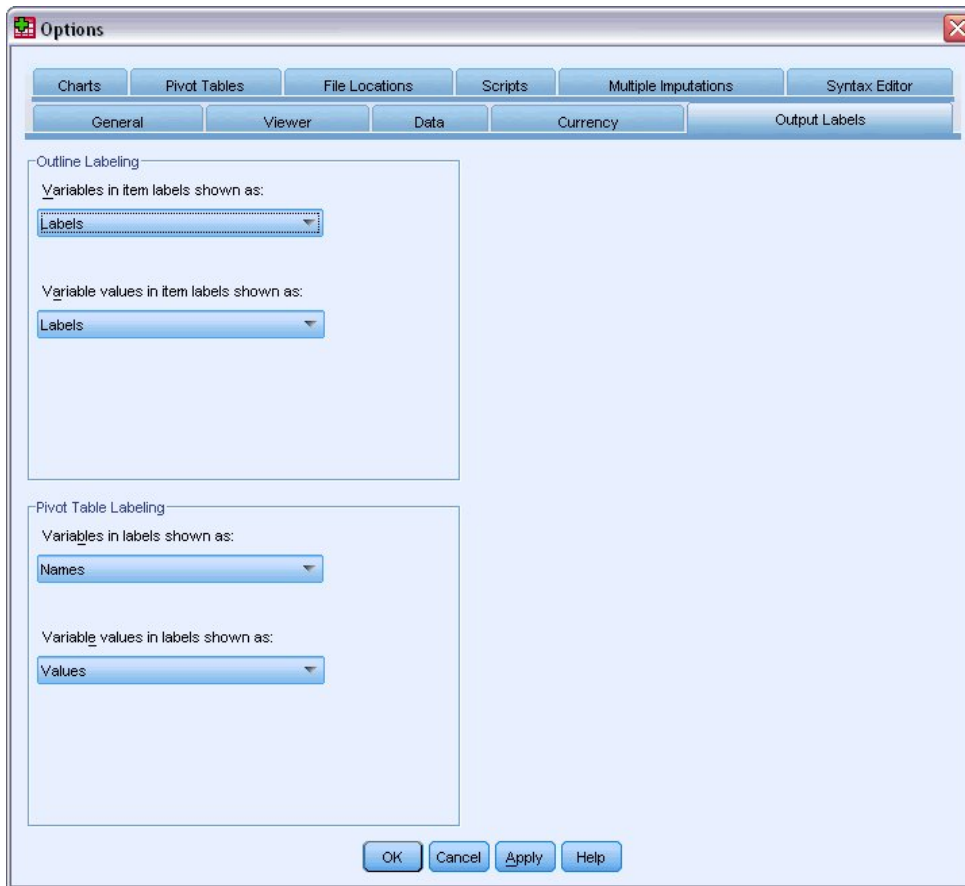 Options
Charts Pivot Tables File Locations Scripts Multiple Imputations Syntax Editor
General Viewer Data Currency Output Labels
Outline Labeling
Variables in item labels shown as:
Labels
Variable values in item labels shown as:
Labels
Pivot Table Labeling
Variables in labels shown as:
Names
Variable values in labels shown as:
Values
OK Cancel Apply Help